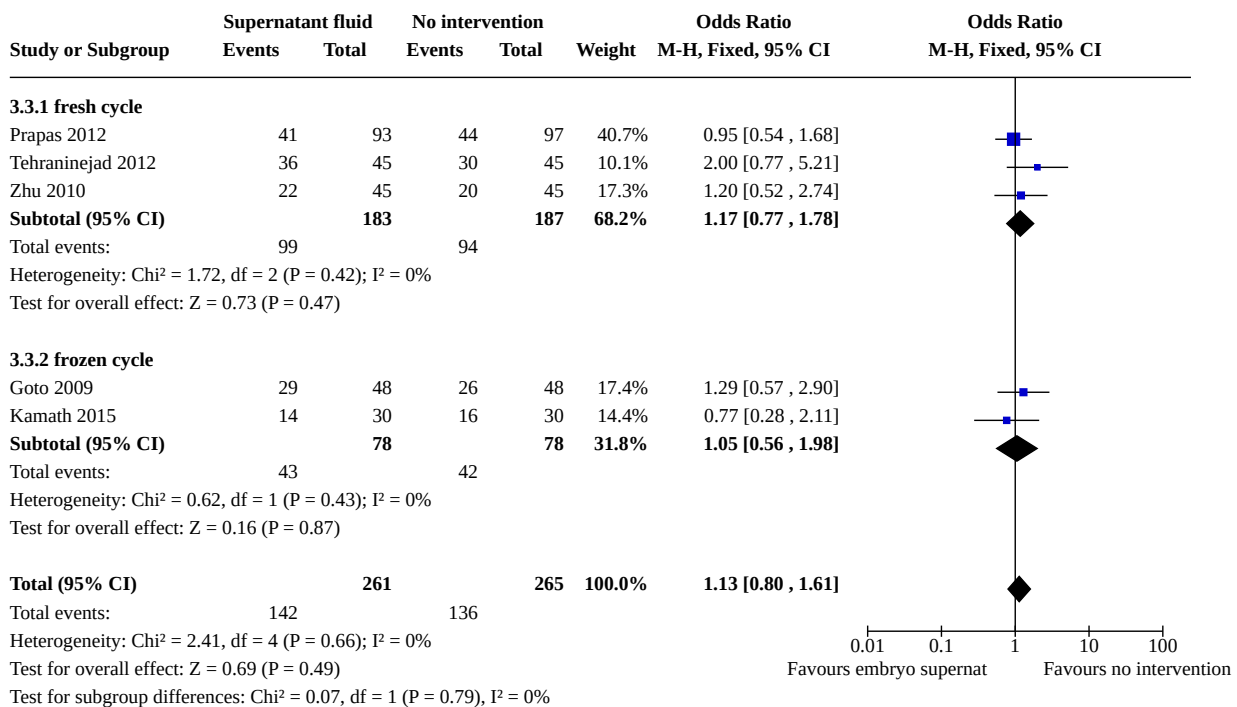 Supernatant fluid No intervention Odds Ratio Odds Ratio
Study or Subgroup Events Total Events Total Weight M-H, Fixed, 95% CI M-H, Fixed, 95% CI
3.3.1 fresh cycle
Prapas 2012 41 93 44 97 40.7% 0.95 [0.54 , 1.68]
Tehraninejad 2012 36 45 30 45 10.1% 2.00 [0.77 , 5.21]
Zhu 2010 22 45 20 45 17.3% 1.20 [0.52 , 2.74]
Subtotal (95% CI) 183 187 68.2% 1.17 [0.77 , 1.78]
Total events: 99 94
Heterogeneity: Chi² = 1.72, df = 2 (P = 0.42); I² = 0%
Test for overall effect: Z = 0.73 (P = 0.47)
3.3.2 frozen cycle
Goto 2009 29 48 26 48 17.4% 1.29 [0.57 , 2.90]
Kamath 2015 14 30 16 30 14.4% 0.77 [0.28 , 2.11]
Subtotal (95% CI) 78 78 31.8% 1.05 [0.56 , 1.98]
Total events: 43 42
Heterogeneity: Chi² = 0.62, df = 1 (P = 0.43); I² = 0%
Test for overall effect: Z = 0.16 (P = 0.87)
Total (95% CI) 261 265 100.0% 1.13 [0.80 , 1.61]
Total events: 142 136
Heterogeneity: Chi² = 2.41, df = 4 (P = 0.66); I² = 0%
0.01 0.1 1 10 100
Test for overall effect: Z = 0.69 (P = 0.49)
Favours embryo supernat Favours no intervention
Test for subgroup differences: Chi² = 0.07, df = 1 (P = 0.79), I² = 0%